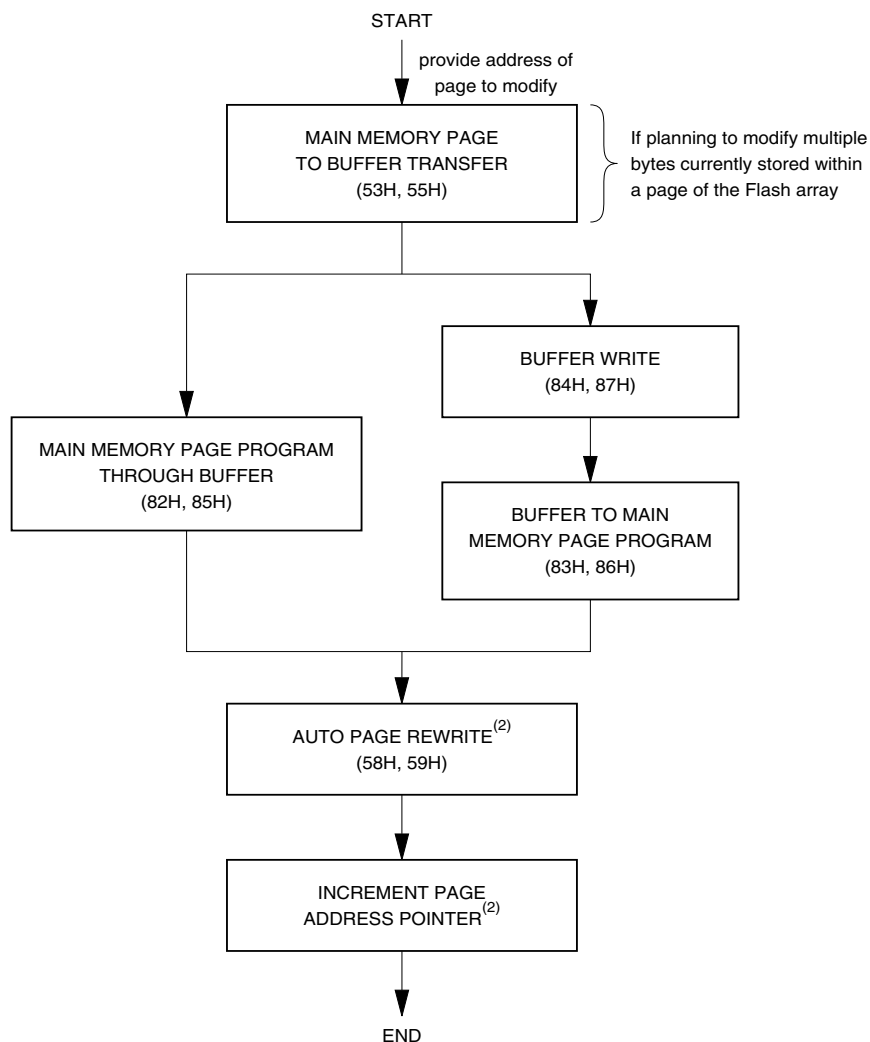 START
provide address of
page to modify
MAIN MEMORY PAGE
TO BUFFER TRANSFER
(53H, 55H)
If planning to modify multiple
bytes currently stored within
a page of the Flash array
BUFFER WRITE
(84H, 87H)
MAIN MEMORY PAGE PROGRAM
THROUGH BUFFER
(82H, 85H)
BUFFER TO MAIN
MEMORY PAGE PROGRAM
(83H, 86H)
AUTO PAGE REWRITE(2)
(58H, 59H)
INCREMENT PAGE
ADDRESS POINTER(2)
END